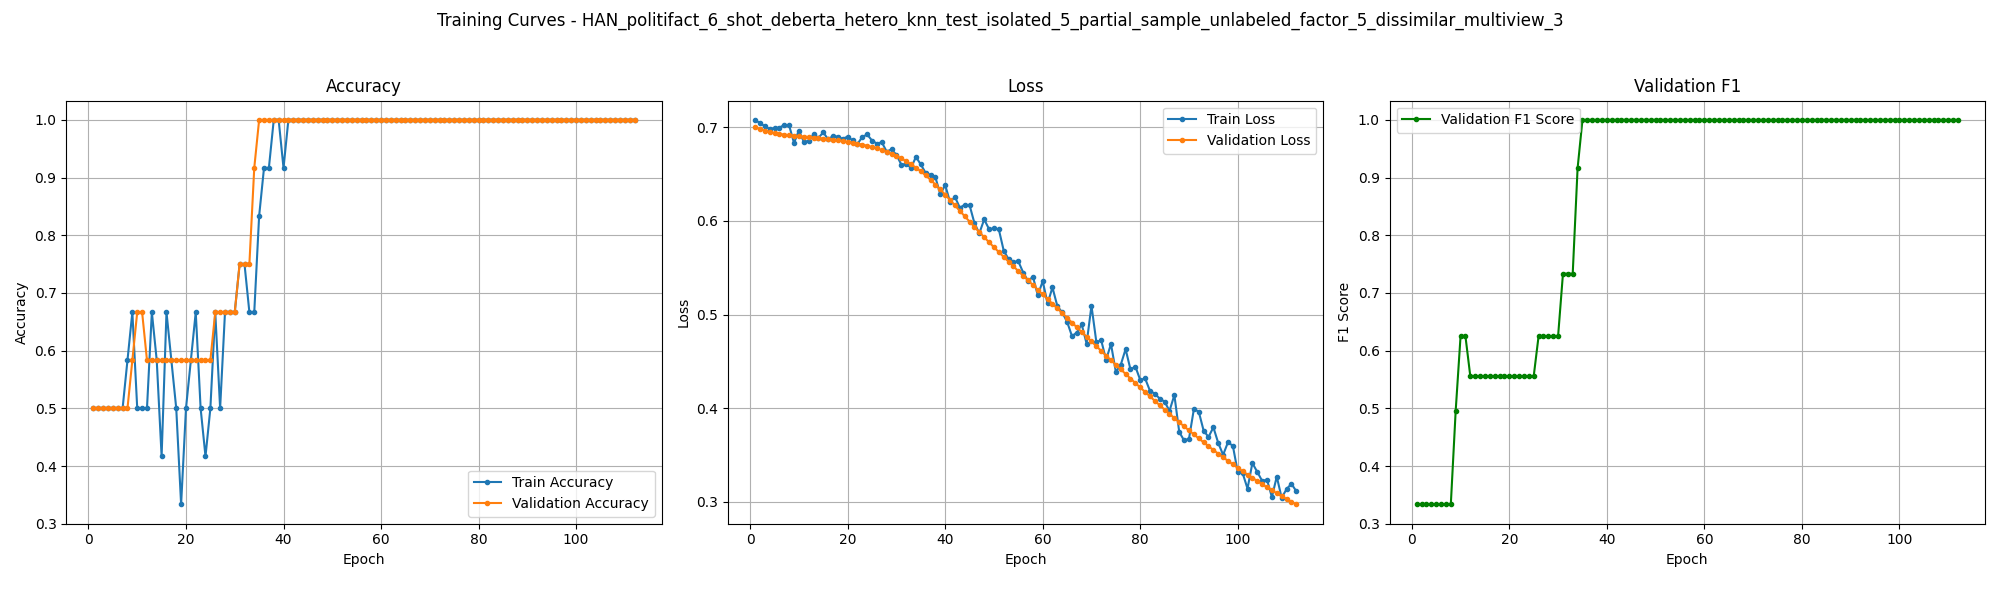 Training Curves - HAN_politifact_6_shot_deberta_hetero_knn_test_isolated_5_partial_sample_unlabeled_factor_5_dissimilar_multiview_3
Accuracy
1.0
0.9
0.8
0.7
0.6
0.5
0.4
0.3
Accuracy
Train Accuracy
Validation Accuracy
0 20 40 60 80 100
Epoch
Loss
0.7
0.6
0.5
0.4
0.3
Loss
Train Loss
Validation Loss
0 20 40 60 80 100
Epoch
Validation F1
1.0
0.9
0.8
0.7
0.6
0.5
0.4
0.3
F1 Score
Validation F1 Score
0 20 40 60 80 100
Epoch